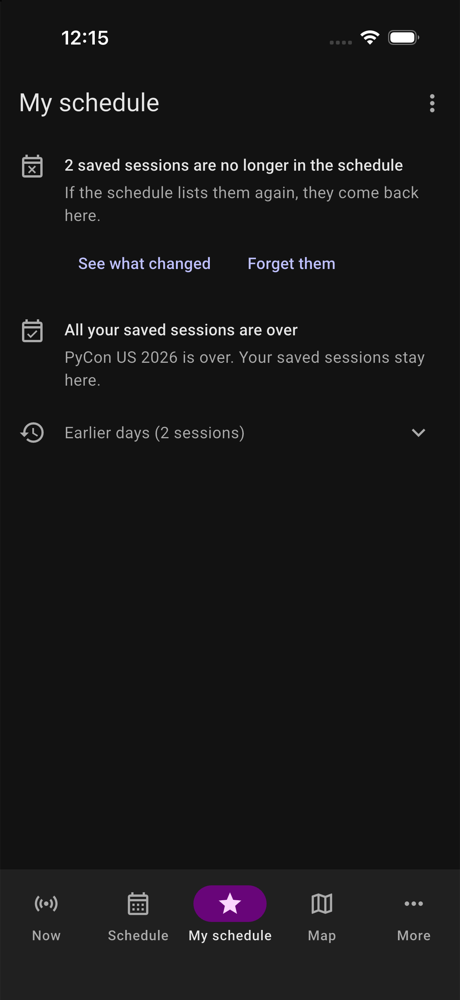 12:15
My schedule
2 saved sessions are no longer in the schedule
If the schedule lists them again, they come back
here.
See what changed
Forget them
All your saved sessions are over
PyCon US 2026 is over. Your saved sessions stay
here.
Earlier days (2 sessions)
Now
Schedule
My schedule
Map
More